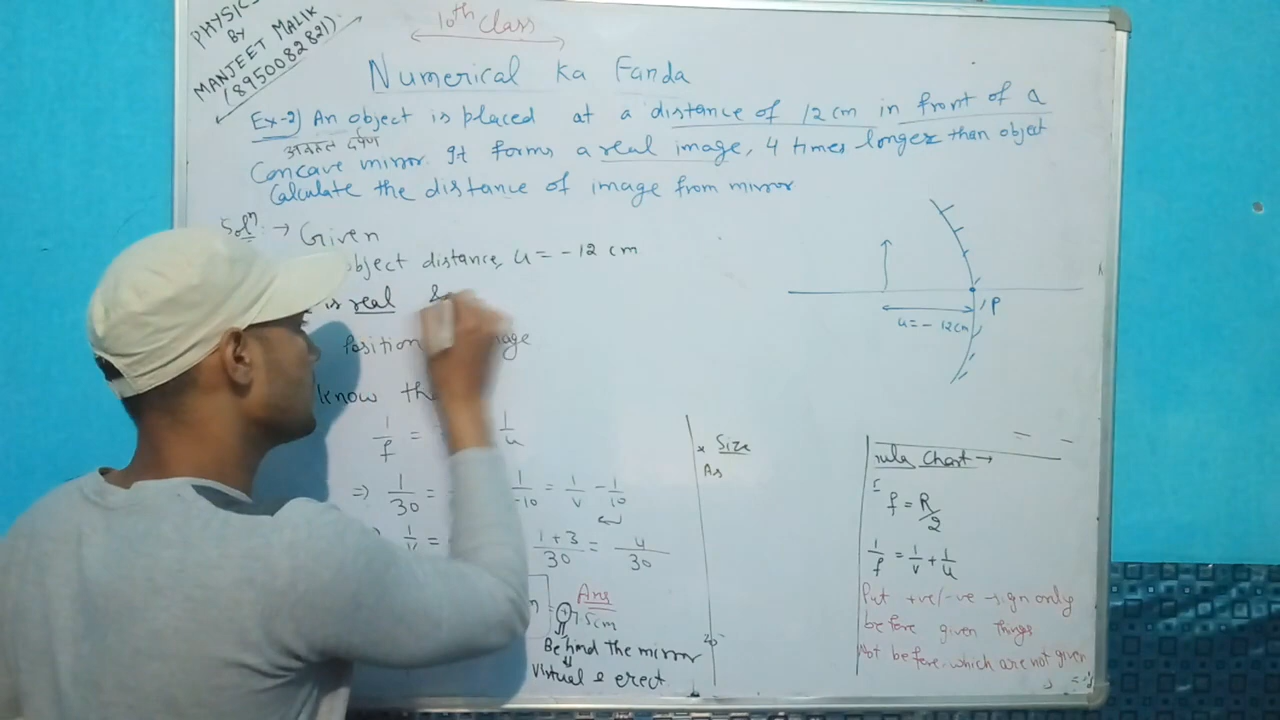 PHYSICS
By
MANJEET MALIK
(8950082821)
10th class
Numerical ka Fanda
Ex-2) An object is placed at a distance of 12 cm in front of a
अवतल दर्पण
Concave mirror. It forms a real image, 4 times longer than object
Calculate the distance of image from mirror
Solⁿ. → Given
object distance, u = -12 cm
is real &
Position
know th
1/f = 1/u
⇒ 1/30 = 1/-10 = 1/v - 1/10
1/v = 1+3/30 = 4/30
Ans
7.5cm
Behind the mirror
Virtual & erect
* Size
As
P
u = - 12cm
rule Chart →
f = R/2
1/f = 1/v + 1/u
Put +ve/-ve sign only
before given things
Not before which are not given